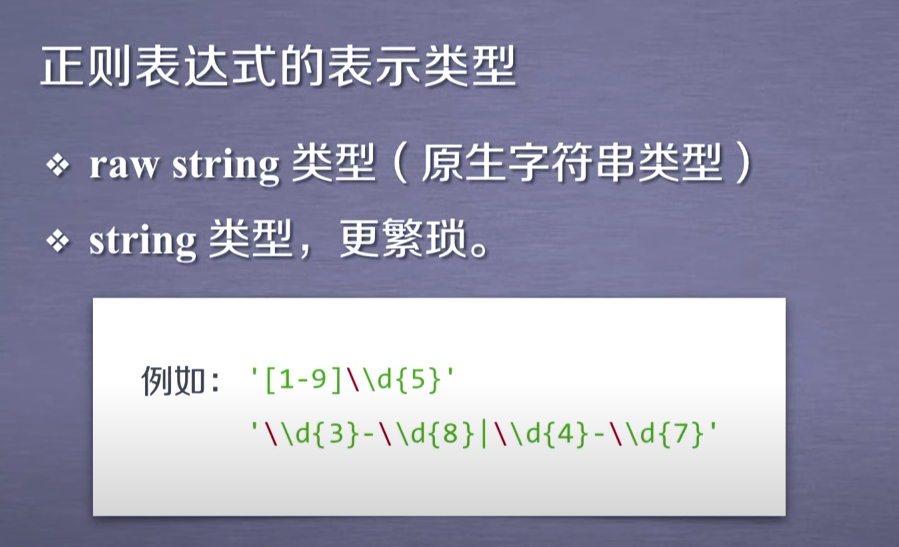 正则表达式的表示类型
❖ raw string 类型（原生字符串类型）
❖ string 类型，更繁琐。
例如： '[1-9]\\d{5}'
'\\d{3}-\\d{8}|\\d{4}-\\d{7}'